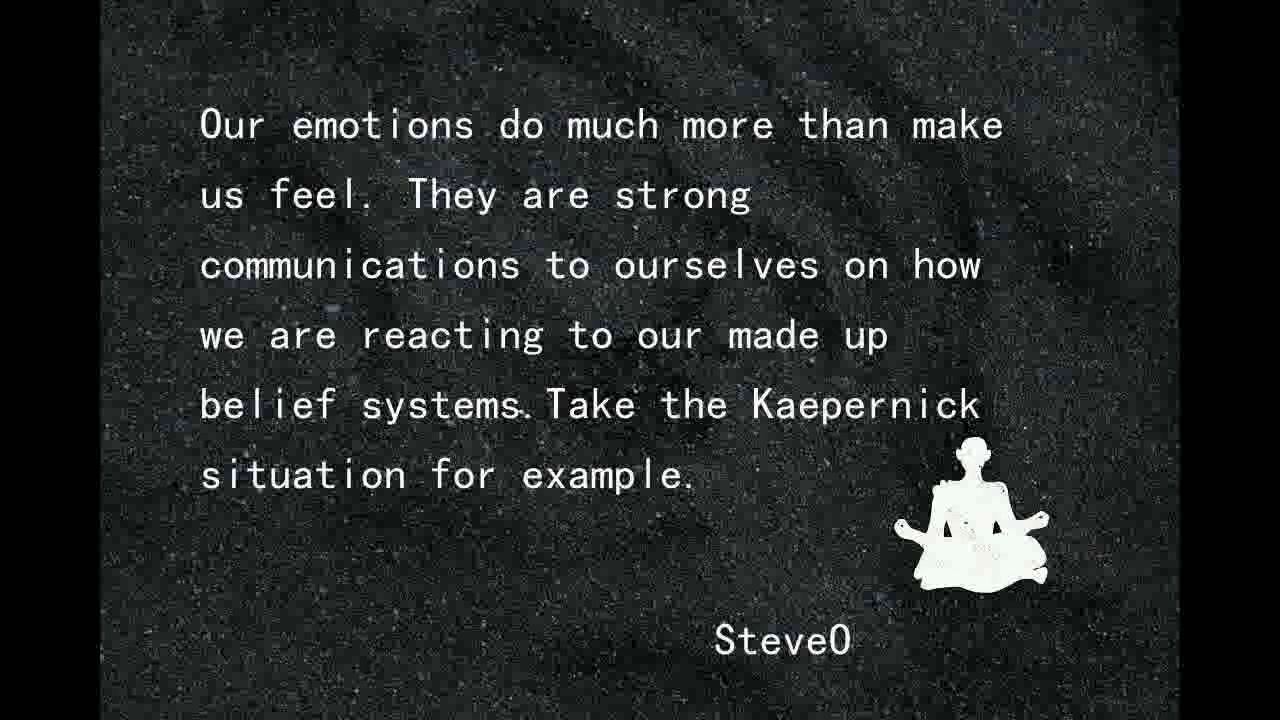 Our emotions do much more than make
us feel. They are strong
communications to ourselves on how
we are reacting to our made up
belief systems.Take the Kaepernick
situation for example.
SteveO